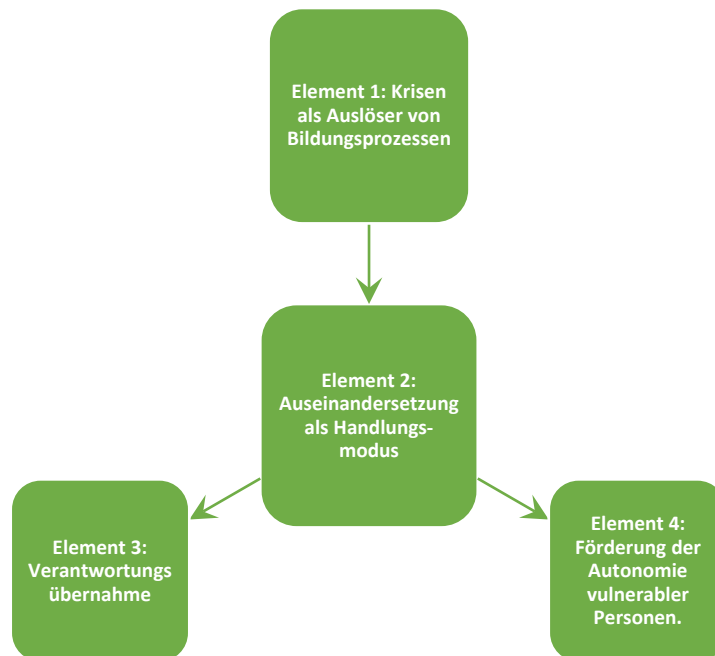 Element 1: Krisen
als Auslöser von
Bildungsprozessen
Element 2:
Auseinandersetzung
als Handlungs-
modus
Element 3:
Verantwortungs
übernahme
Element 4:
Förderung der
Autonomie
vulnerabler
Personen.